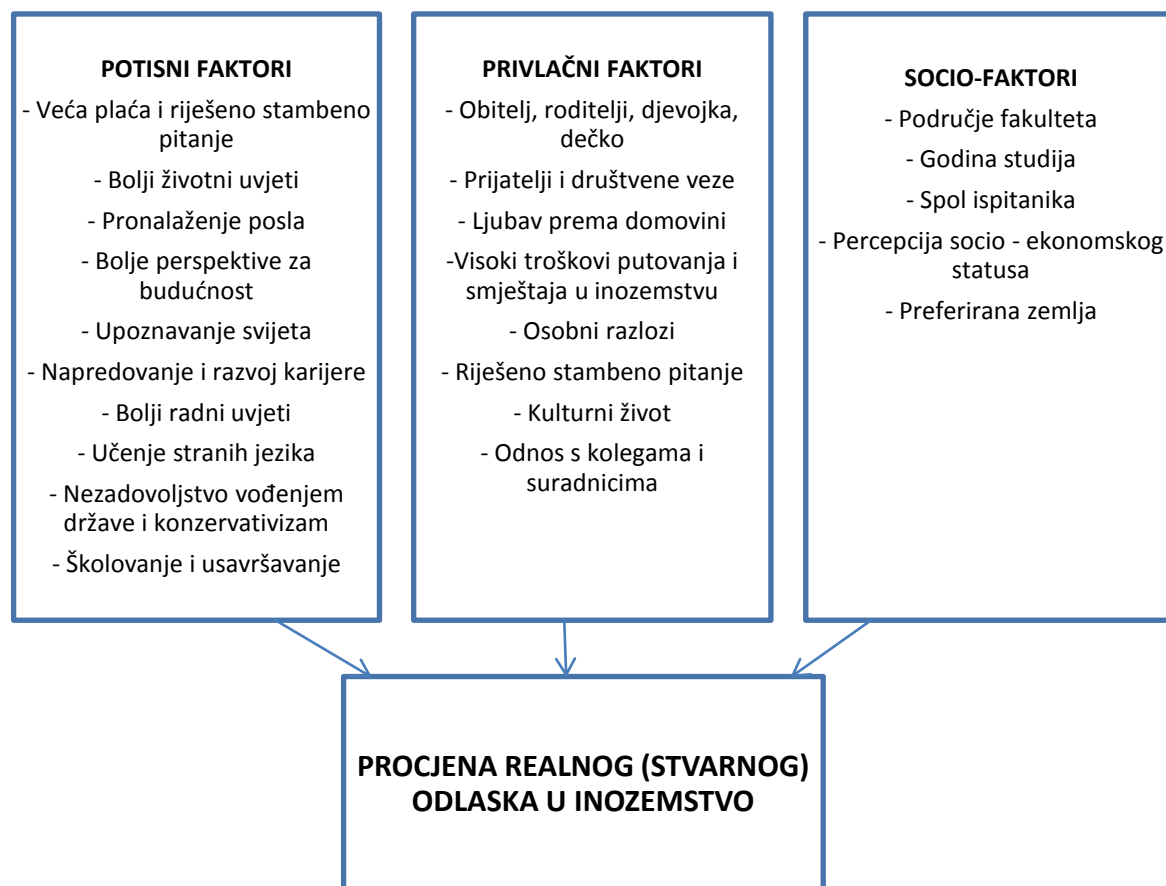 POTISNI FAKTORI
- Veća plaća i riješeno stambeno
pitanje
- Bolji životni uvjeti
- Pronalaženje posla
- Bolje perspektive za
budućnost
- Upoznavanje svijeta
- Napredovanje i razvoj karijere
- Bolji radni uvjeti
- Učenje stranih jezika
- Nezadovoljstvo vođenjem
države i konzervativizam
- Školovanje i usavršavanje
PRIVLAČNI FAKTORI
- Obitelj, roditelji, djevojka,
dečko
- Prijatelji i društvene veze
- Ljubav prema domovini
-Visoki troškovi putovanja i
smještaja u inozemstvu
- Osobni razlozi
- Riješeno stambeno pitanje
- Kulturni život
- Odnos s kolegama i
suradnicima
SOCIO-FAKTORI
- Područje fakulteta
- Godina studija
- Spol ispitanika
- Percepcija socio - ekonomskog
statusa
- Preferirana zemlja
PROCJENA REALNOG (STVARNOG)
ODLASKA U INOZEMSTVO